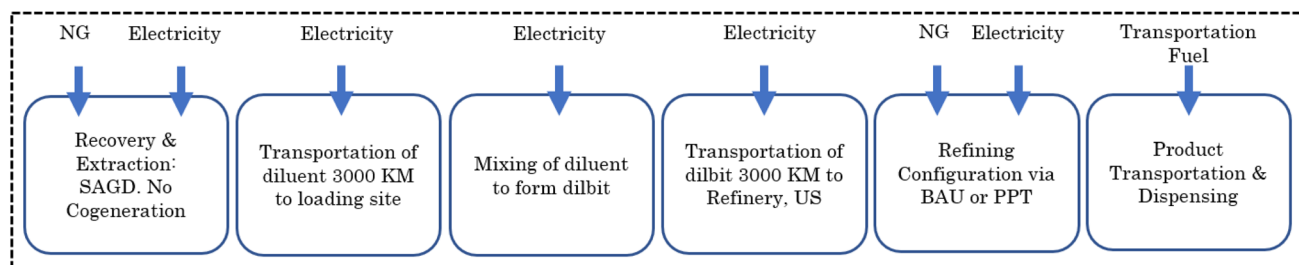 NG
Electricity
Electricity
Electricity
Electricity
NG
Electricity
Transportation
Fuel
Recovery &
Extraction:
SAGD. No
Cogeneration
Transportation of
diluent 3000 KM
to loading site
Mixing of diluent
to form dilbit
Transportation of
dilbit 3000 KM to
Refinery, US
Refining
Configuration via
BAU or PPT
Product
Transportation &
Dispensing